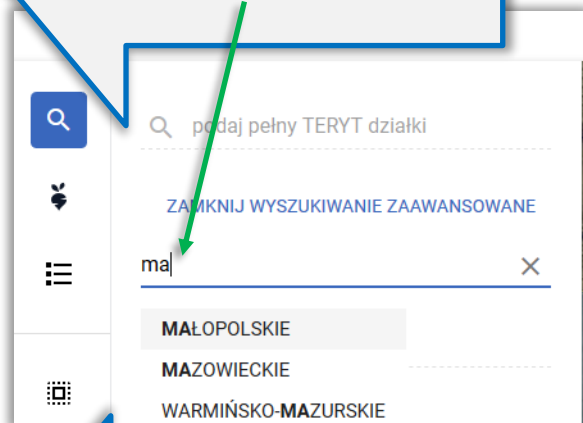 podaj pełny TERYT działki
ZAMKNIJ WYSZUKIWANIE ZAAWANSOWANE
ma
MAŁOPOLSKIE
MAZOWIECKIE
WARMIŃSKO-MAZURSKIE